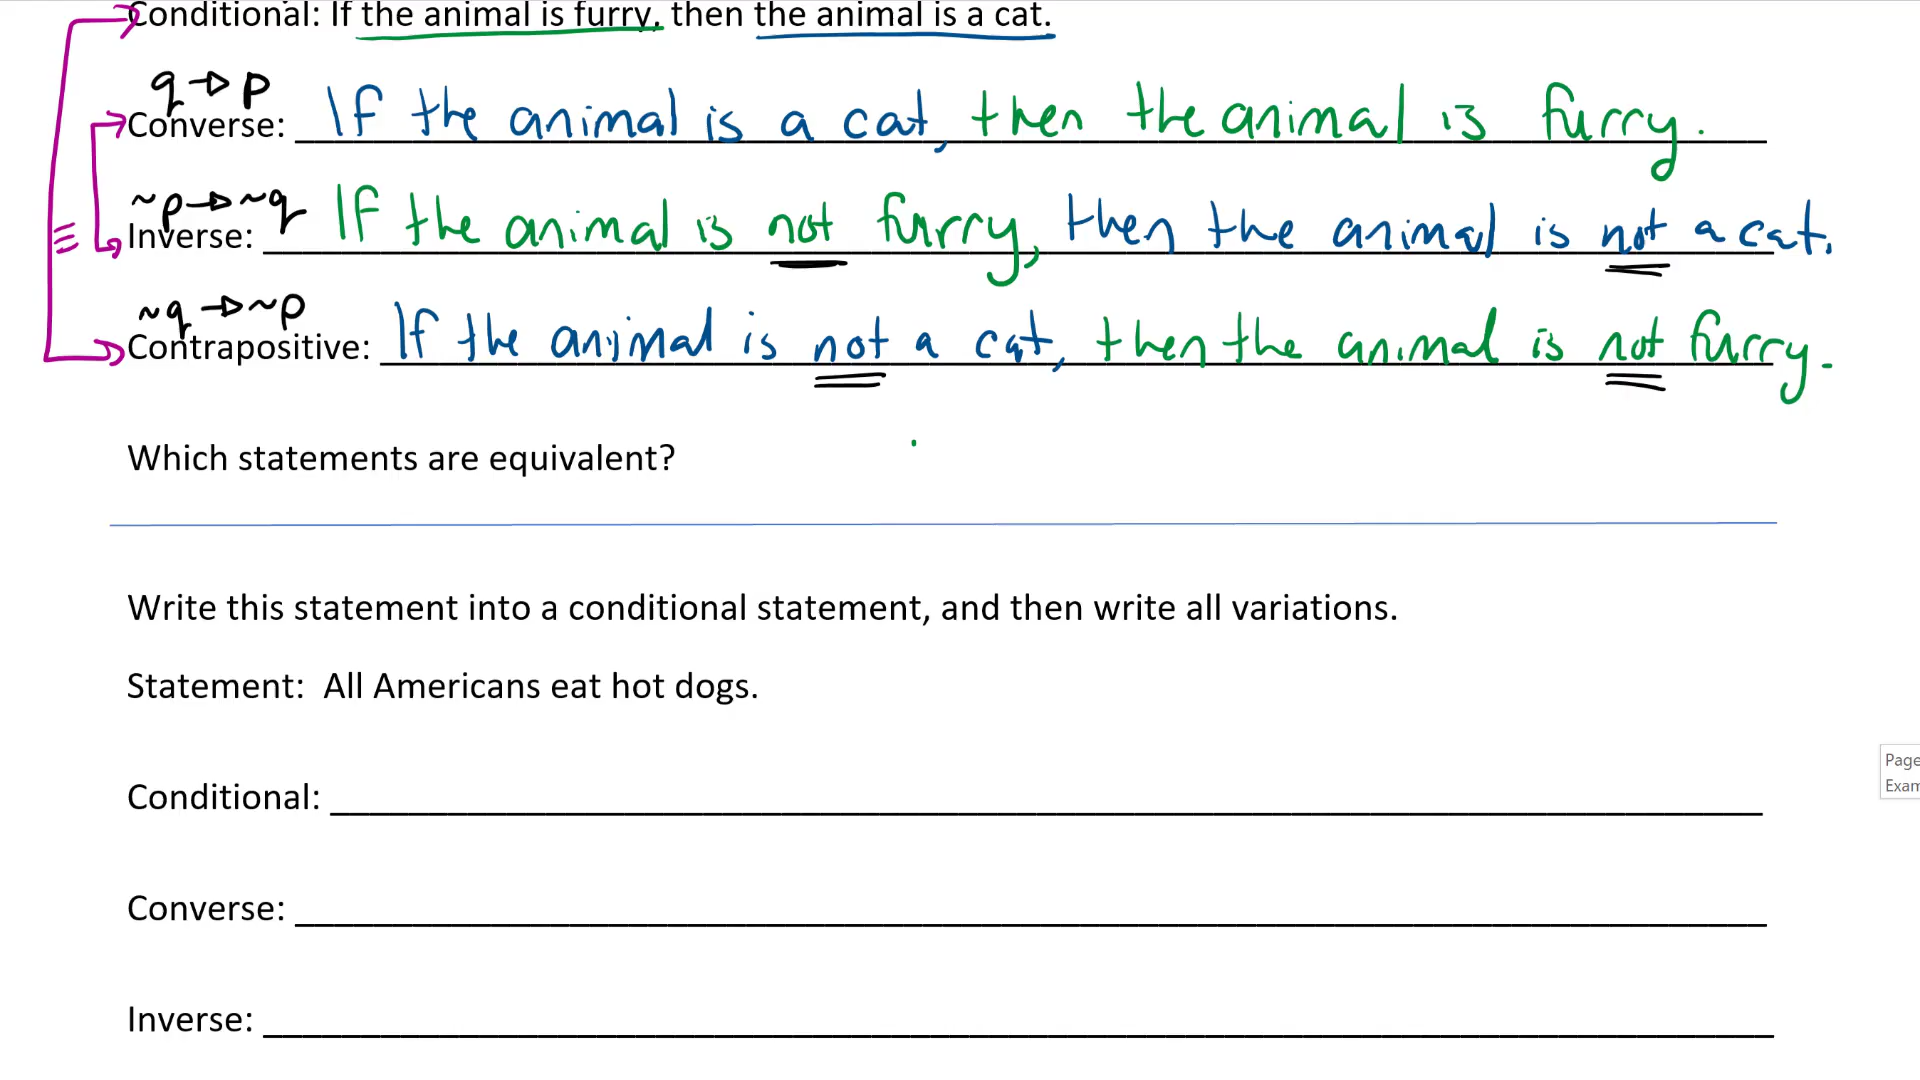 Conditional: If the animal is furry, then the animal is a cat.
q → p
Converse: If the animal is a cat, then the animal is furry.
~p → ~q
Inverse: If the animal is not furry, then the animal is not a cat.
≡
~q → ~p
Contrapositive: If the animal is not a cat, then the animal is not furry.
Which statements are equivalent?
Write this statement into a conditional statement, and then write all variations.
Statement: All Americans eat hot dogs.
Page
Exam
Conditional:
Converse:
Inverse: